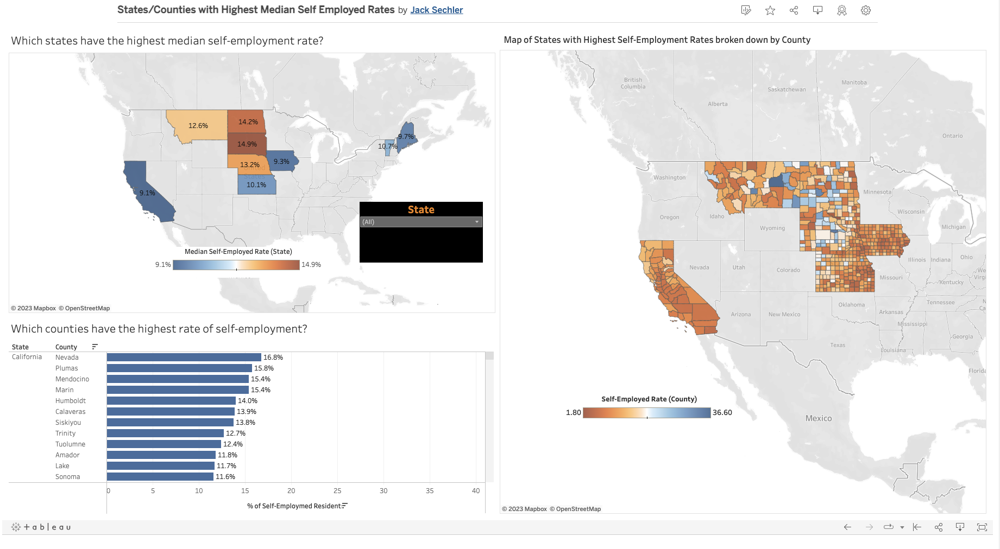 States/Counties with Highest Median Self Employed Rates by Jack Sechler
Which states have the highest median self-employment rate?
12.6%
14.2%
14.9%
13.2%
9.3%
10.1%
9.1%
10.7%
9.7%
United
States
State
(All)
Median Self-Employed Rate (State)
9.1% 14.9%
© 2023 Mapbox © OpenStreetMap
Which counties have the highest rate of self-employment?
State County
California Nevada 16.8%
Plumas 15.8%
Mendocino 15.4%
Marin 15.4%
Humboldt 14.0%
Calaveras 13.9%
Siskiyou 13.8%
Trinity 12.7%
Tuolumne 12.4%
Amador 11.8%
Lake 11.7%
Sonoma 11.6%
0 5 10 15 20 25 30 35 40
% of Self-Employmed Resident
Map of States with Highest Self-Employment Rates broken down by County
British
Columbia
Alberta
Saskatchewan
Manitoba
Ontario
Washington
Minnesota
Oregon
Idaho
Wyoming
Wisconsin
Michigan
Nevada
Utah
Colorado
Illinois
Indiana
Ohio
We
Virgi
Missouri
Kentucky
Arizona
New Mexico
Oklahoma
Arkansas
Tennessee
N
Ca
Mississippi
Georgia
Texas
Louisiana
Florida
Self-Employed Rate (County)
1.80 36.60
Mexico
© 2023 Mapbox © OpenStreetMap
+ableau